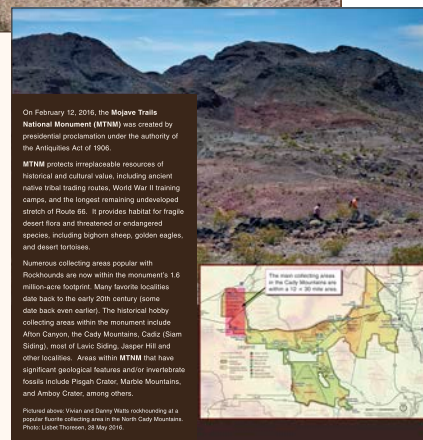 On February 12, 2016, the Mojave Trails
National Monument (MTNM) was created by
presidential proclamation under the authority of
the Antiquities Act of 1906.
MTNM protects irrreplaceable resources of
historical and cultural value, including ancient
native tribal trading routes, World War II training
camps, and the longest remaining undeveloped
stretch of Route 66. It provides habitat for fragile
desert flora and threatened or endangered
species, including bighorn sheep, golden eagles,
and desert tortoises.
Numerous collecting areas popular with
Rockhounds are now within the monument's 1.6
million-acre footprint. Many favorite localities
date back to the early 20th century (some
date back even earlier). The historical hobby
collecting areas within the monument include
Afton Canyon, the Cady Mountains, Cadiz (Siam
Siding), most of Lavic Siding, Jasper Hill and
other localities. Areas within MTNM that have
significant geological features and/or invertebrate
fossils include Pisgah Crater, Marble Mountains,
and Amboy Crater, among others.
Pictured above: Vivian and Danny Watts rockhounding at a
popular fluorite collecting area in the North Cady Mountains.
Photo: Lisbet Thoresen, 28 May 2016.
The main collecting areas
in the Cady Mountains are
within a 12 × 30 mile area.